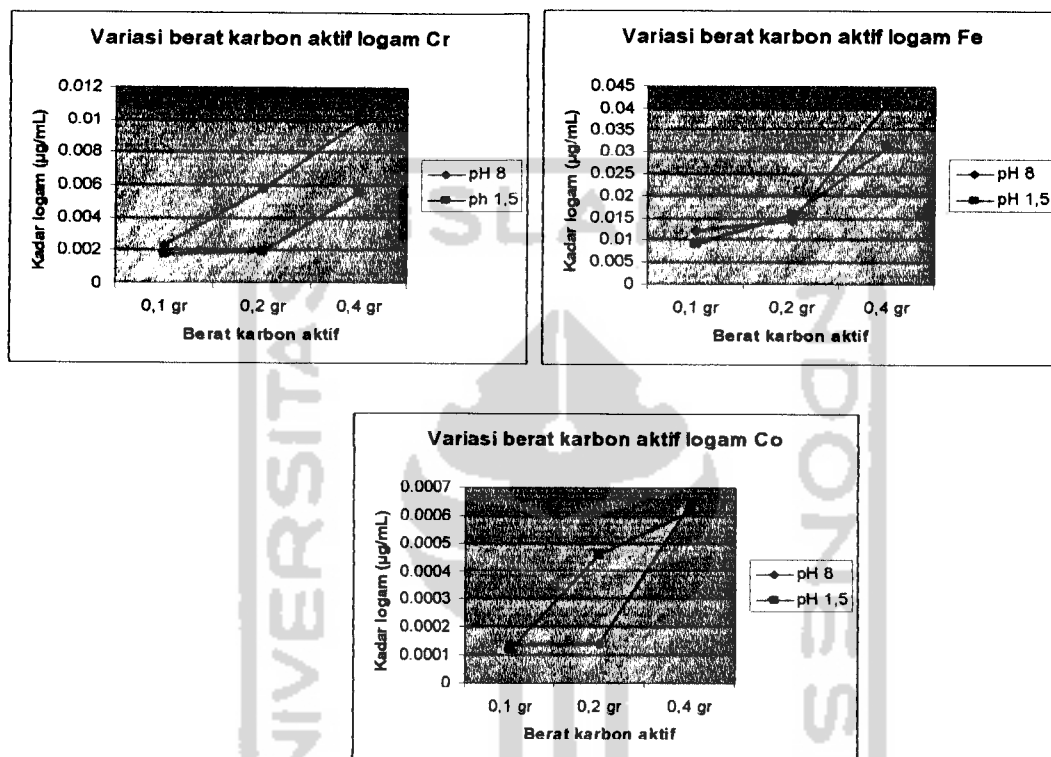 Variasi berat karbon aktif logam Cr
Kadar logam (µg/mL)
0.012
0.01
0.008
0.006
0.004
0.002
0
0,1 gr 0,2 gr 0,4 gr
Berat karbon aktif
pH 8
ph 1,5
Variasi berat karbon aktif logam Fe
Kadar logam (µg/mL)
0.045
0.04
0.035
0.03
0.025
0.02
0.015
0.01
0.005
0
0,1 gr 0,2 gr 0,4 gr
Berat karbon aktif
pH 8
pH 1,5
Variasi berat karbon aktif logam Co
Kadar logam (µg/mL)
0.0007
0.0006
0.0005
0.0004
0.0003
0.0002
0.0001
0
0,1 gr 0,2 gr 0,4 gr
Berat karbon aktif
pH 8
pH 1,5